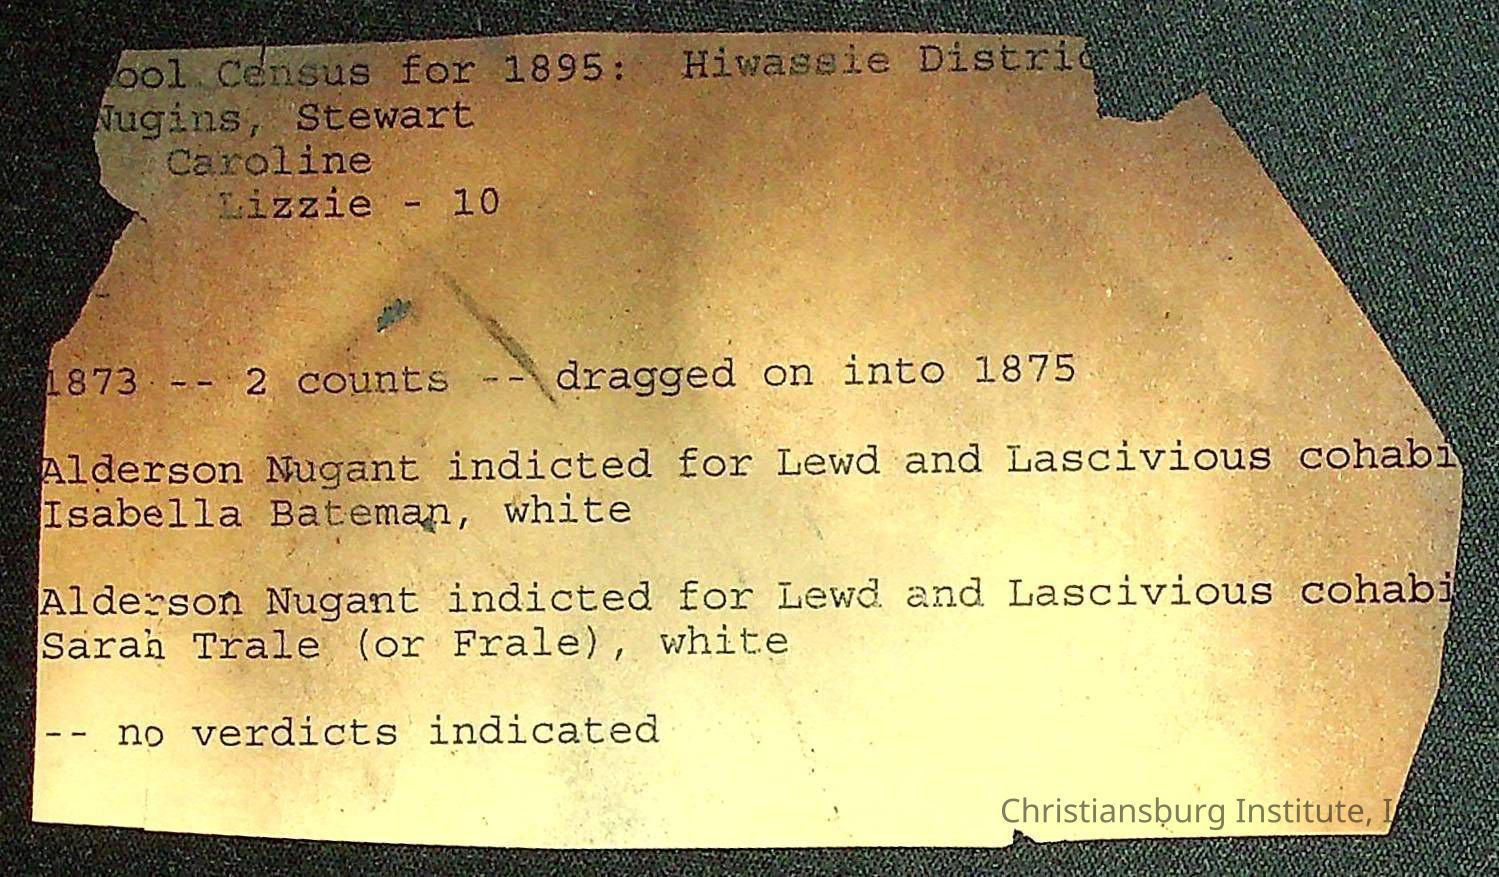 ool Census for 1895: Hiwassie Distric
Nugins, Stewart
Caroline
Lizzie - 10
1873 -- 2 counts -- dragged on into 1875
Alderson Nugant indicted for Lewd and Lascivious cohabi
Isabella Bateman, white
Alderson Nugant indicted for Lewd and Lascivious cohabi
Sarah Trale (or Frale), white
-- no verdicts indicated
Christiansburg Institute, I